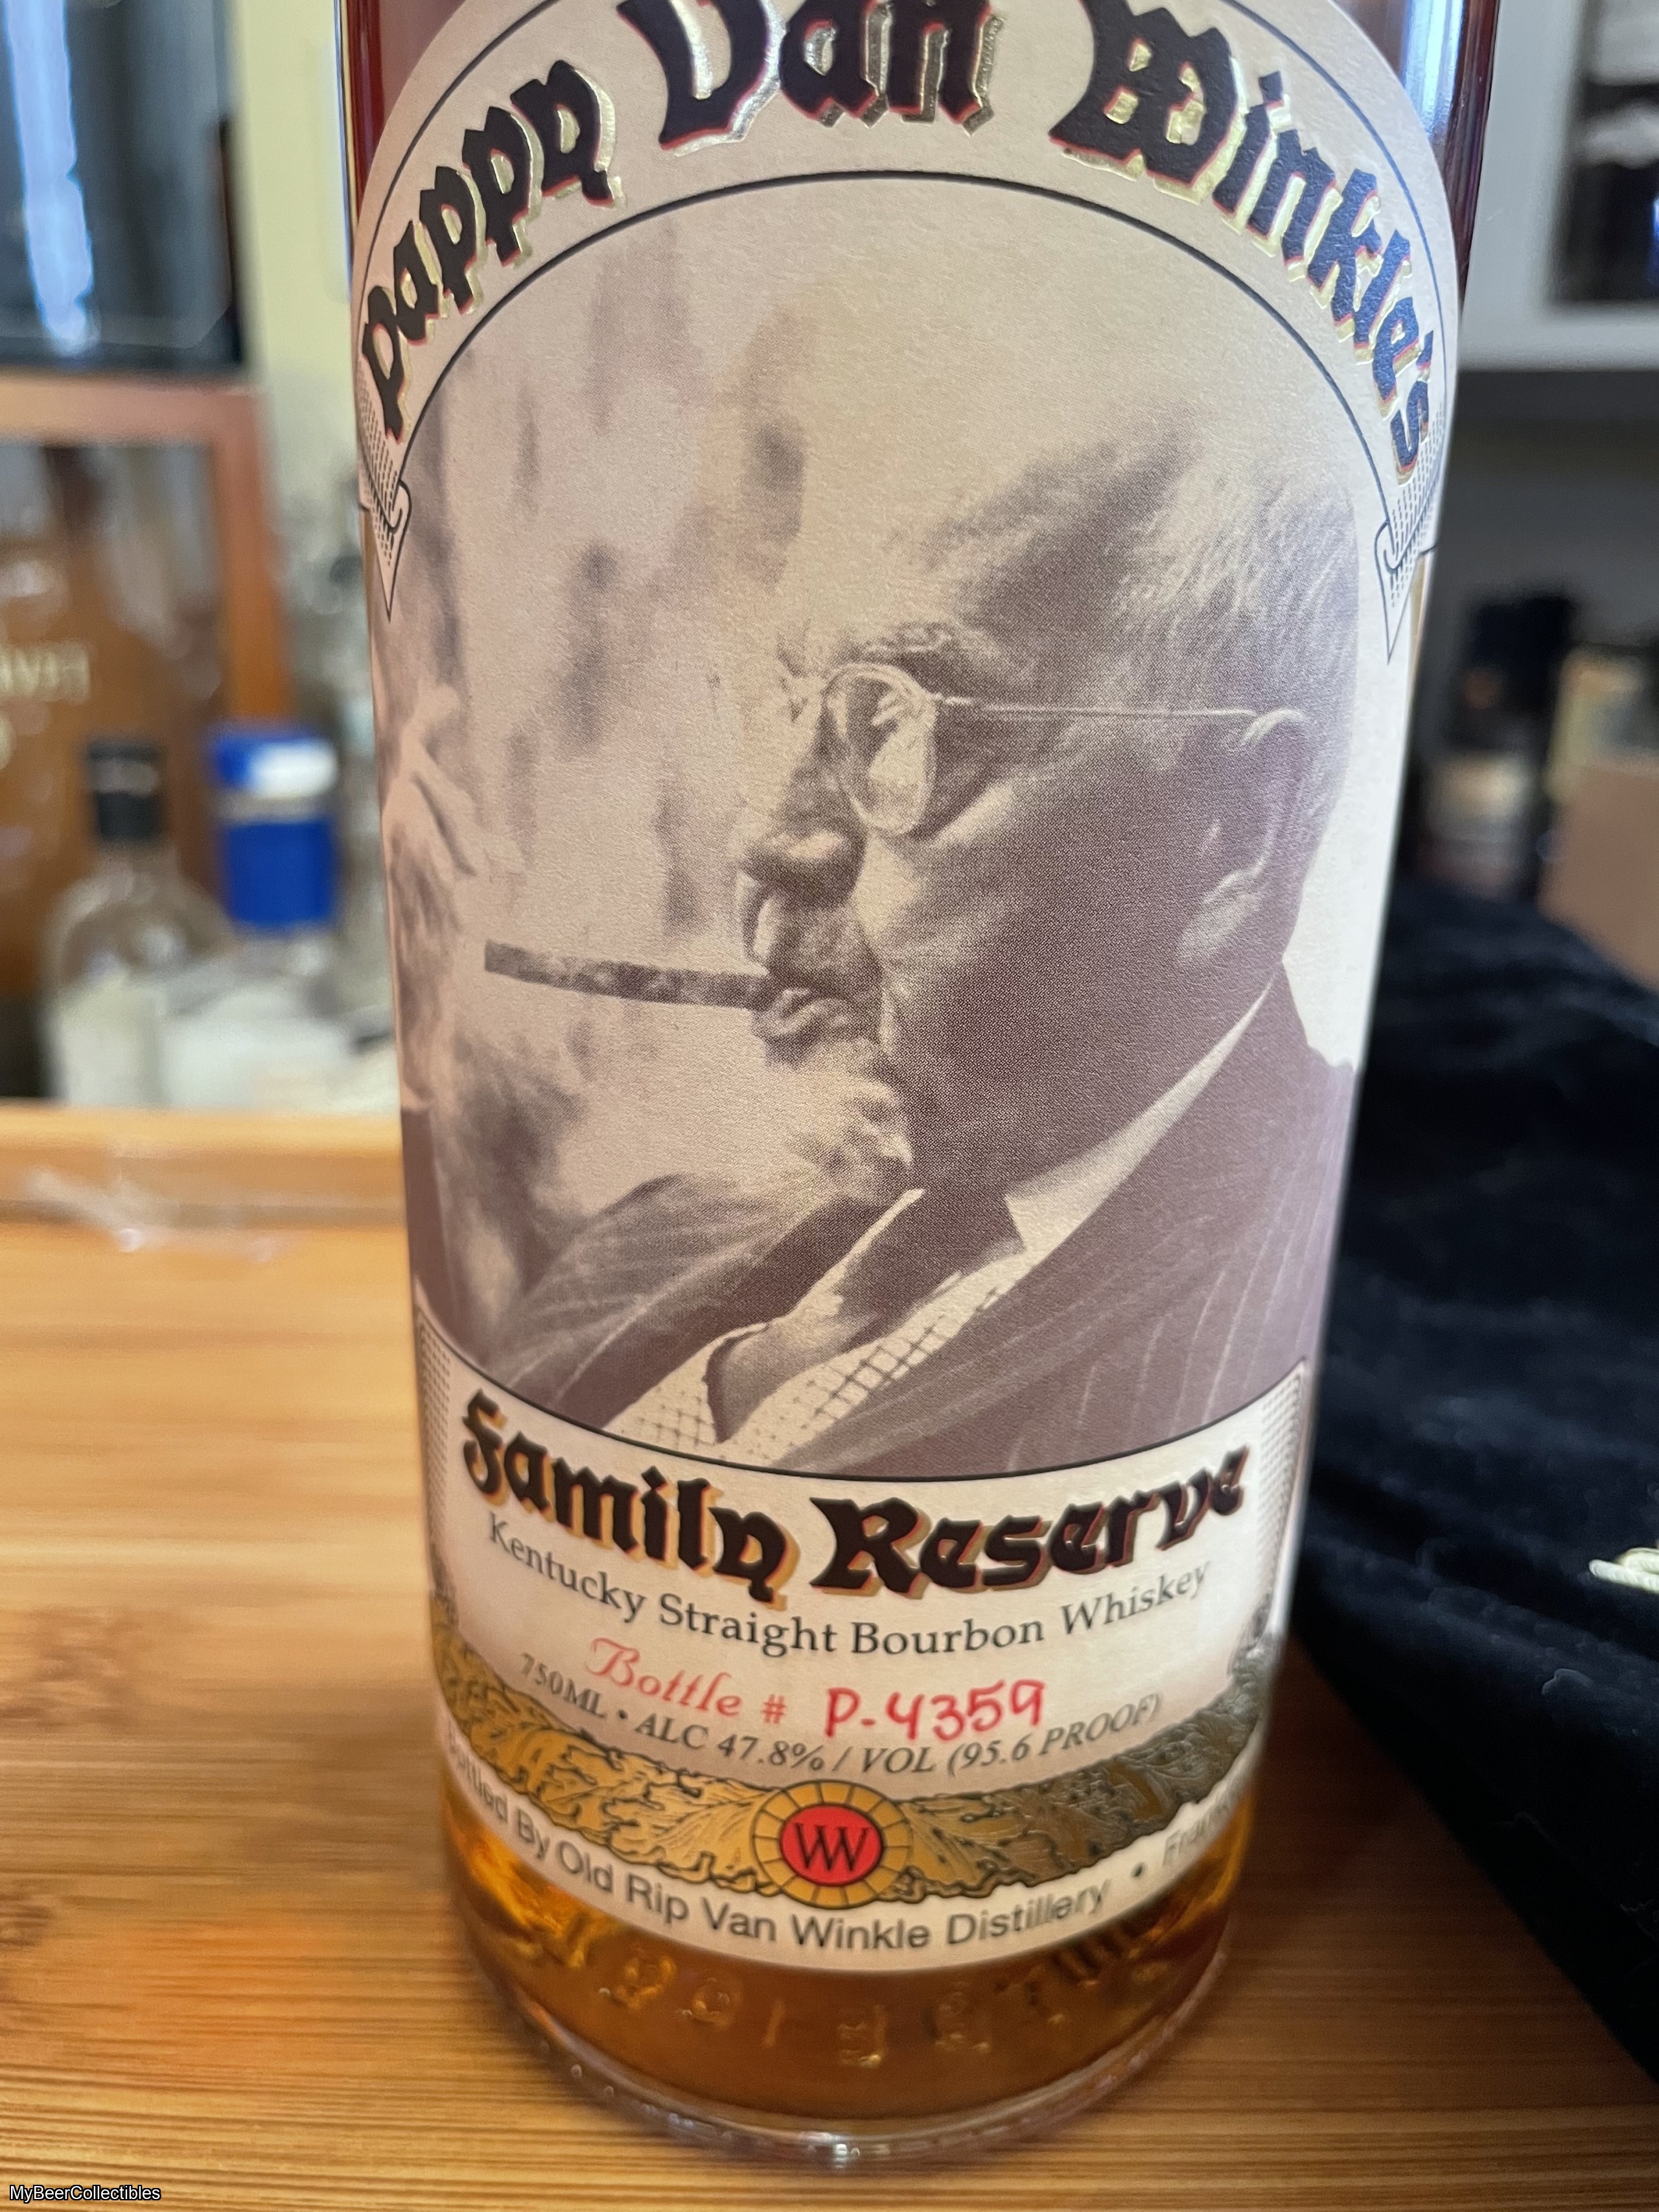 Pappy Van Winkle's
Family Reserve
Kentucky Straight Bourbon Whiskey
Bottle # P-4359
750ML • ALC 47.8% / VOL (95.6 PROOF)
VW
Bottled By Old Rip Van Winkle Distillery •
MyBeerCollectibles